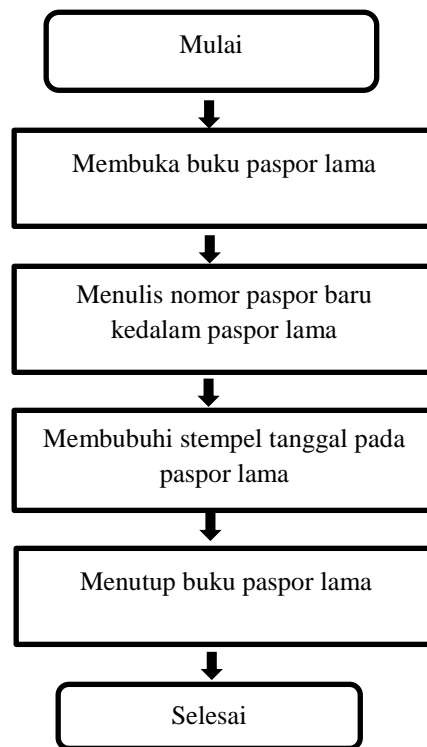 Mulai
Membuka buku paspor lama
Menulis nomor paspor baru
kedalam paspor lama
Membubuhi stempel tanggal pada
paspor lama
Menutup buku paspor lama
Selesai